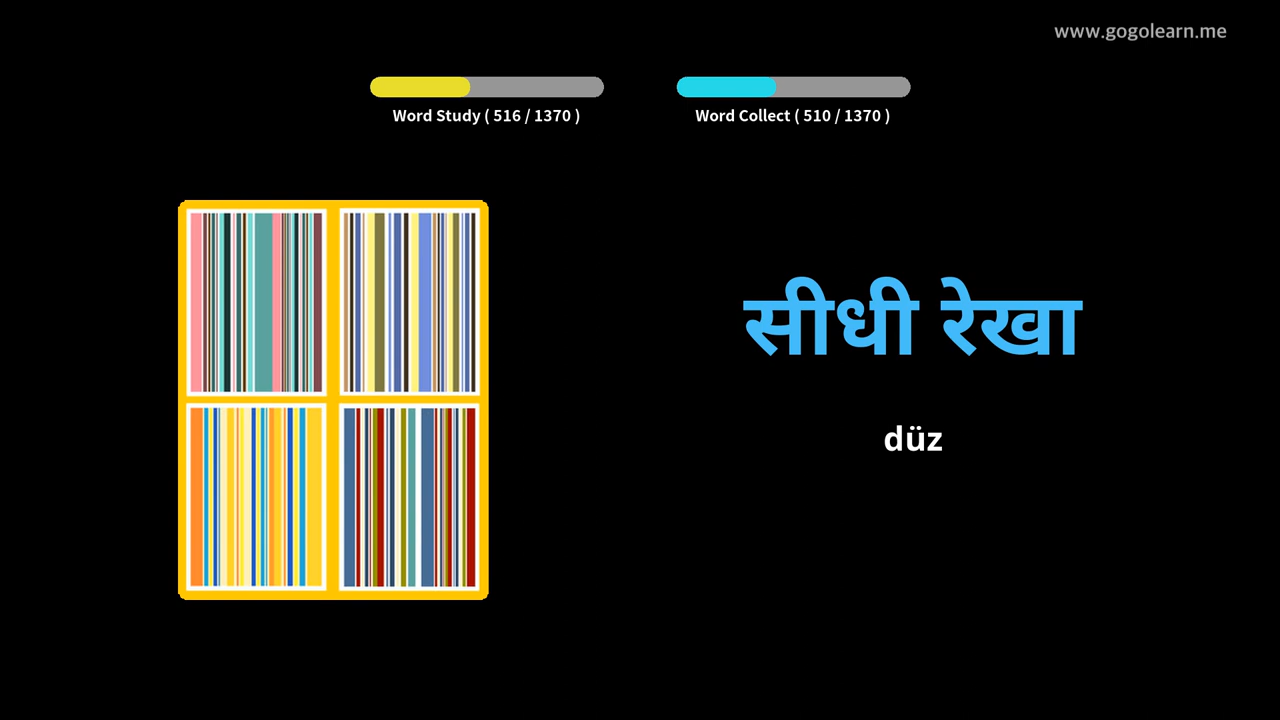 www.gogolearn.me
Word Study ( 516 / 1370 )
Word Collect ( 510 / 1370 )
सीधी रेखा
düz